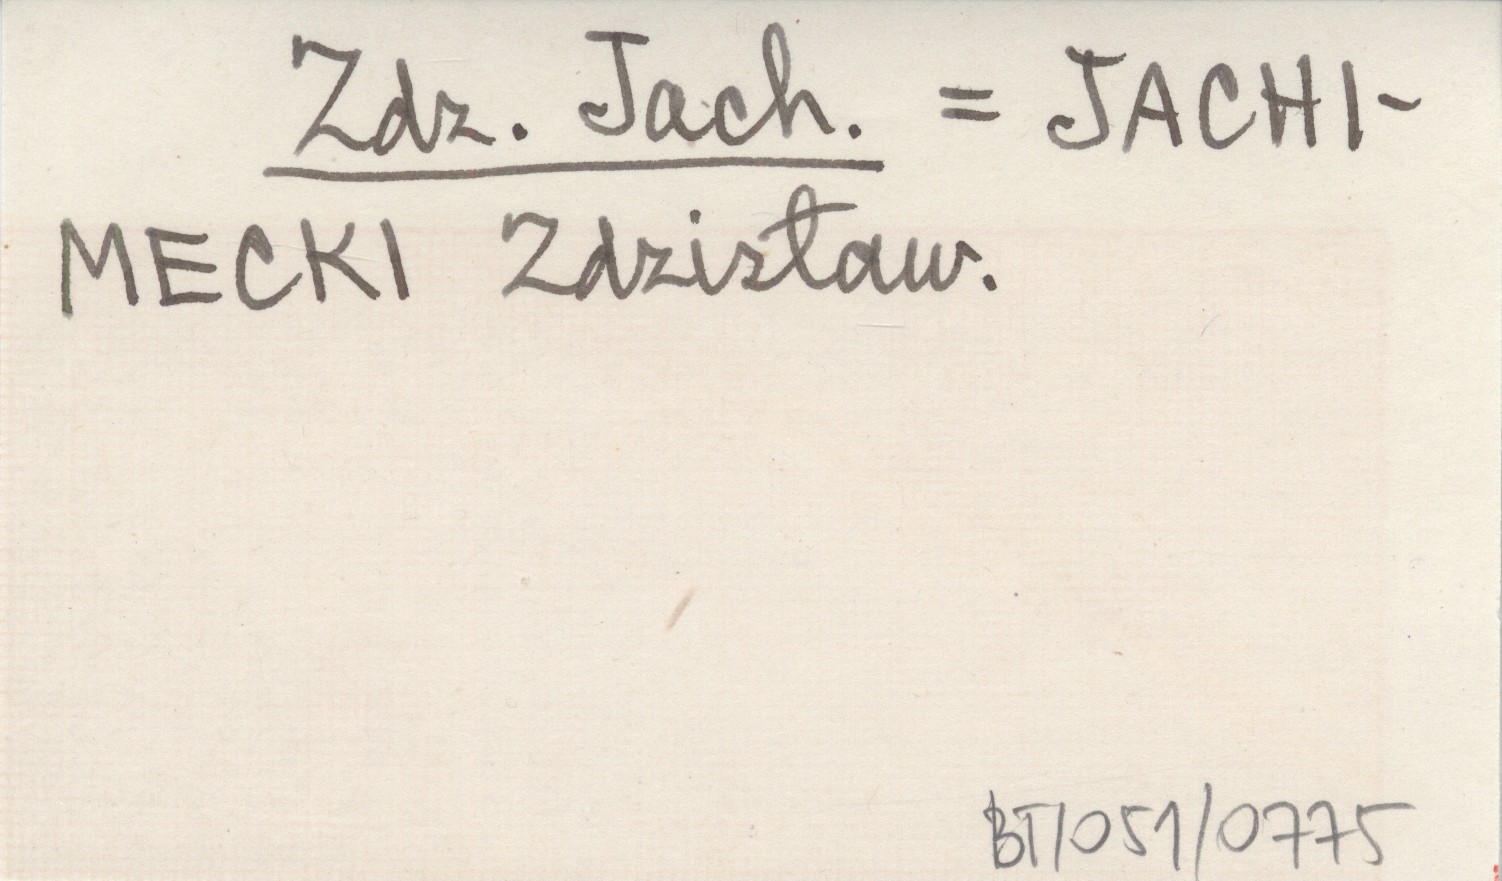 Zdz. Jach. = JACHI-
MECKI Zdzisław.
BT/051/0775